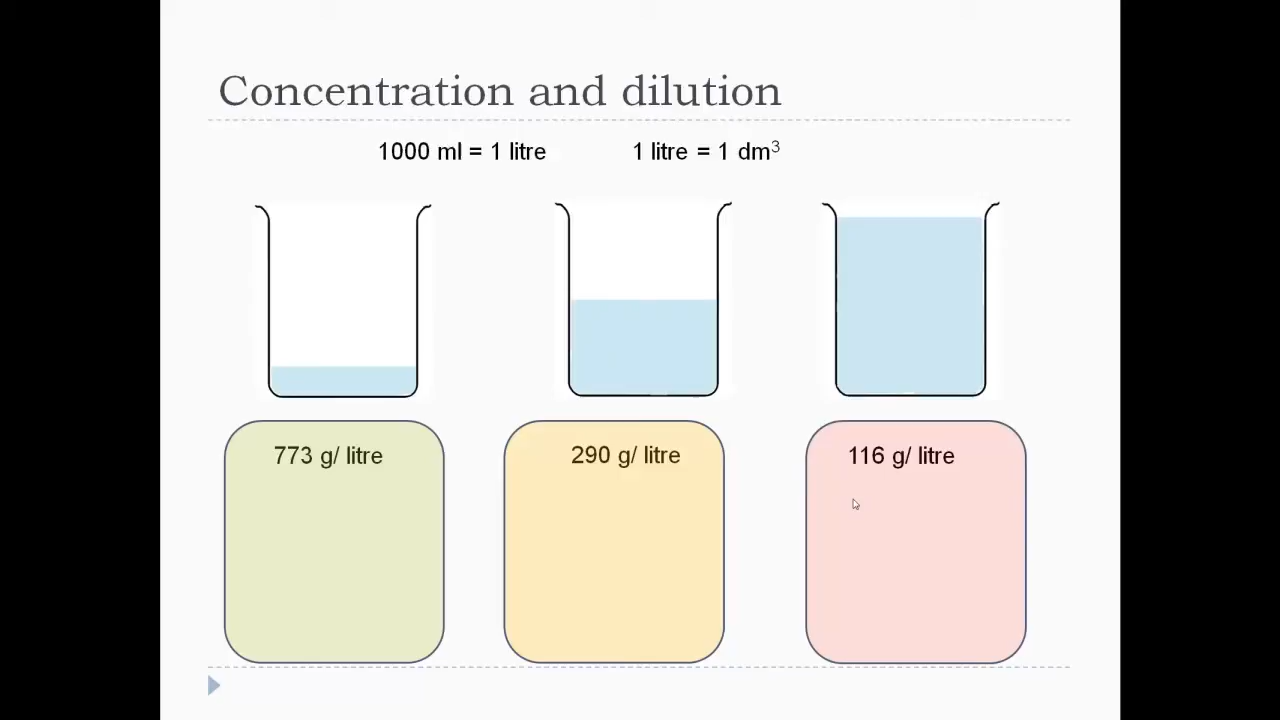 Concentration and dilution
1000 ml = 1 litre 1 litre = 1 dm³
773 g/ litre 290 g/ litre 116 g/ litre